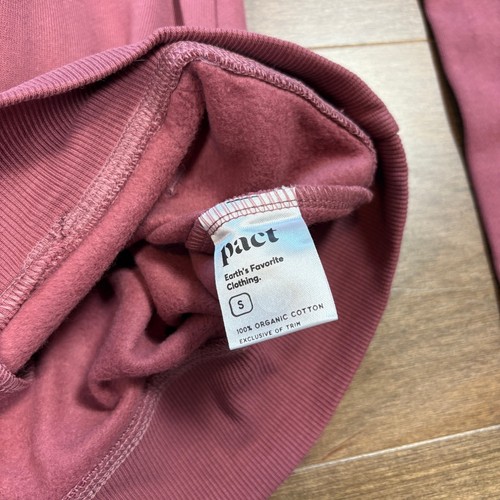 pact
Earth's Favorite
Clothing.
S
100% ORGANIC COTTON
EXCLUSIVE OF TRIM